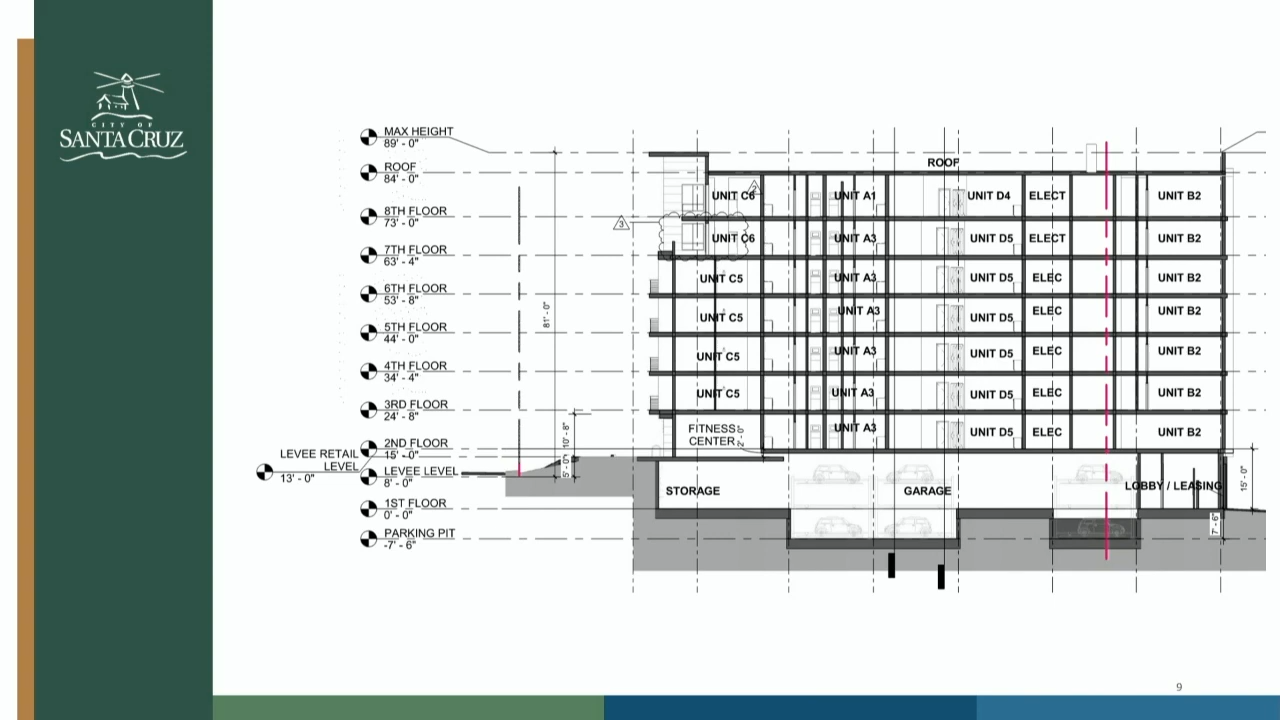 CITY OF
SANTA CRUZ
MAX HEIGHT
89' - 0"
ROOF
84' - 0"
8TH FLOOR
73' - 0"
7TH FLOOR
63' - 4"
6TH FLOOR
53' - 8"
5TH FLOOR
44' - 0"
4TH FLOOR
34' - 4"
3RD FLOOR
24' - 8"
2ND FLOOR
15' - 0"
LEVEE RETAIL
LEVEL
13' - 0"
LEVEE LEVEL
8' - 0"
1ST FLOOR
0' - 0"
PARKING PIT
-7' - 6"
81' - 0"
10' - 8"
5' - 0"
3
2
ROOF
UNIT C6 UNIT A1 UNIT D4 ELECT UNIT B2
UNIT C6 UNIT A3 UNIT D5 ELECT UNIT B2
UNIT C5 UNIT A3 UNIT D5 ELEC UNIT B2
UNIT C5 UNIT A3 UNIT D5 ELEC UNIT B2
UNIT C5 UNIT A3 UNIT D5 ELEC UNIT B2
UNIT C5 UNIT A3 UNIT D5 ELEC UNIT B2
FITNESS
CENTER
2'- 0"
UNIT A3 UNIT D5 ELEC UNIT B2
STORAGE GARAGE LOBBY / LEASING
15' - 0"
7' - 6"
9